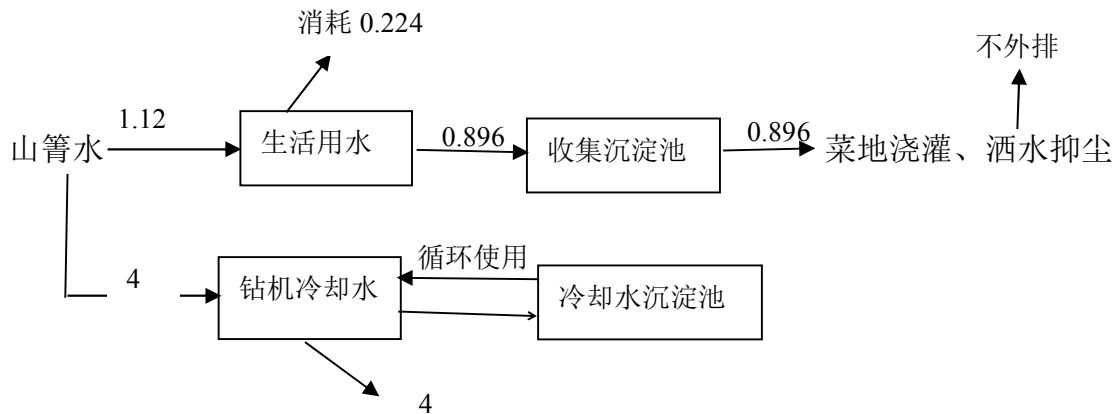 消耗 0.224
不外排
山箐水
1.12
生活用水
0.896
收集沉淀池
0.896
菜地浇灌、洒水抑尘
4
钻机冷却水
循环使用
冷却水沉淀池
4